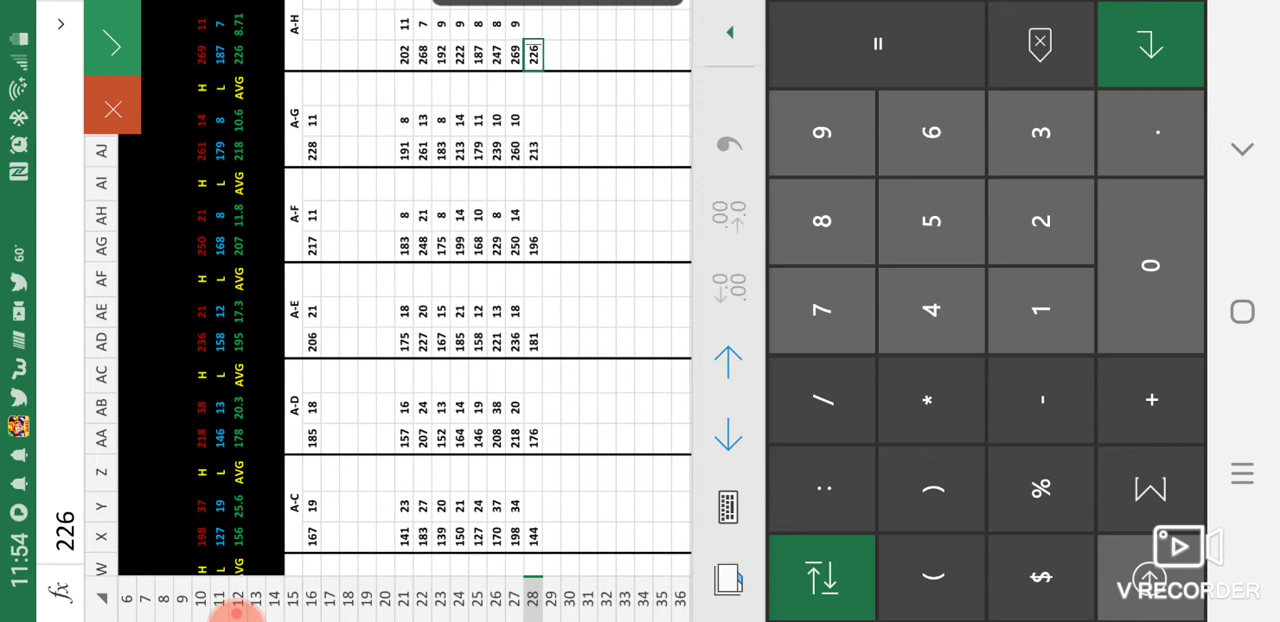 11:54 60°
fx 226
W X Y Z AA AB AC AD AE AF AG AH AI AJ
6
7
8
9
10 H 198 37 H 218 38 H 236 21 H 250 21 H 261 14 H 269 11
11 L 127 19 L 146 13 L 158 12 L 168 8 L 179 8 L 187 7
12 AVG 156 25.6 AVG 178 20.3 AVG 195 17.3 AVG 207 11.8 AVG 218 10.6 AVG 226 8.71
13
14
15 A-C A-D A-E A-F A-G A-H
16 167 19 185 18 206 21 217 11 228 11
17
18
19
20
21 141 23 157 16 175 18 183 8 191 8 202 11
22 183 27 207 24 227 20 248 21 261 13 268 7
23 139 20 152 13 167 15 175 8 183 8 192 9
24 150 21 164 14 185 21 199 14 213 14 222 9
25 127 24 146 19 158 12 168 10 179 11 187 8
26 170 37 208 38 221 13 229 8 239 10 247 8
27 198 34 218 20 236 18 250 14 260 10 269 9
28 144 176 181 196 213 226
29
30
31
32
33
34
35
36
.00 .0 .0 .00 ,
: / 7 8 9 =
( ) * 4 5 6
$ % - 1 2 3
Σ + 0 .
V RECORDER